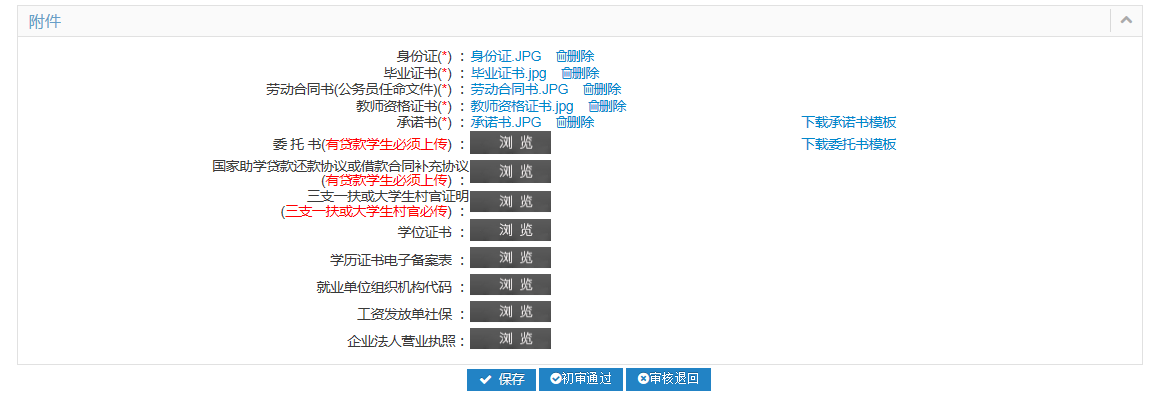 附件
身份证(*) : 身份证.JPG 删除
毕业证书(*) : 毕业证书.jpg 删除
劳动合同书(公务员任命文件)(*) : 劳动合同书.JPG 删除
教师资格证书(*) : 教师资格证书.jpg 删除
承诺书(*) : 承诺书.JPG 删除 下载承诺书模板
委 托 书(有贷款学生必须上传) : 浏 览 下载委托书模板
国家助学贷款还款协议或借款合同补充协议
(有贷款学生必须上传) : 浏 览
三支一扶或大学生村官证明
(三支一扶或大学生村官必传) : 浏 览
学位证书 : 浏 览
学历证书电子备案表 : 浏 览
就业单位组织机构代码 : 浏 览
工资发放单社保 : 浏 览
企业法人营业执照 : 浏 览
保存 初审通过 审核退回